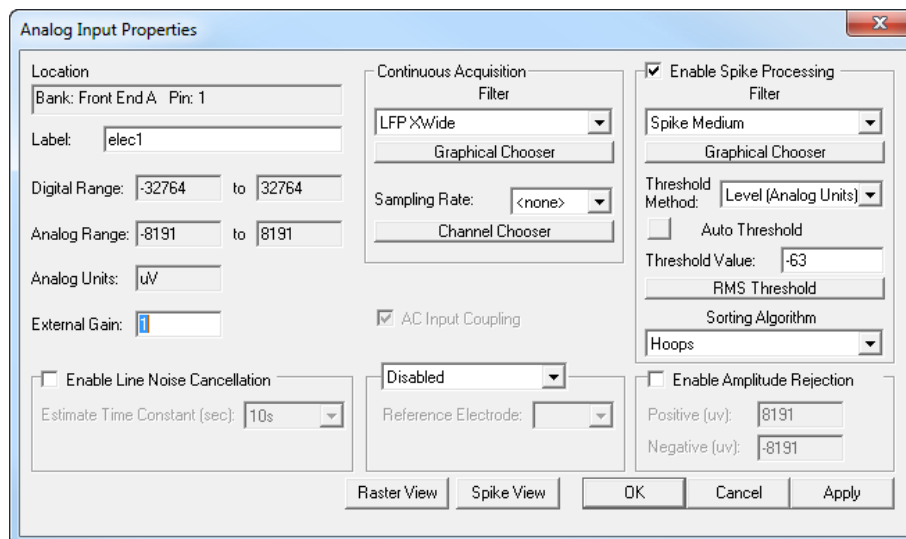 Analog Input Properties
Location
Bank: Front End A Pin: 1
Label: elec1
Digital Range: -32764 to 32764
Analog Range: -8191 to 8191
Analog Units: uV
External Gain: 1
Continuous Acquisition
Filter
LFP XWide
Graphical Chooser
Sampling Rate: <none>
Channel Chooser
AC Input Coupling
Enable Spike Processing
Filter
Spike Medium
Graphical Chooser
Threshold
Method: Level (Analog Units)
Auto Threshold
Threshold Value: -63
RMS Threshold
Sorting Algorithm
Hoops
Enable Line Noise Cancellation
Estimate Time Constant (sec): 10s
Disabled
Reference Electrode:
Enable Amplitude Rejection
Positive (uv): 8191
Negative (uv): -8191
Raster View Spike View OK Cancel Apply